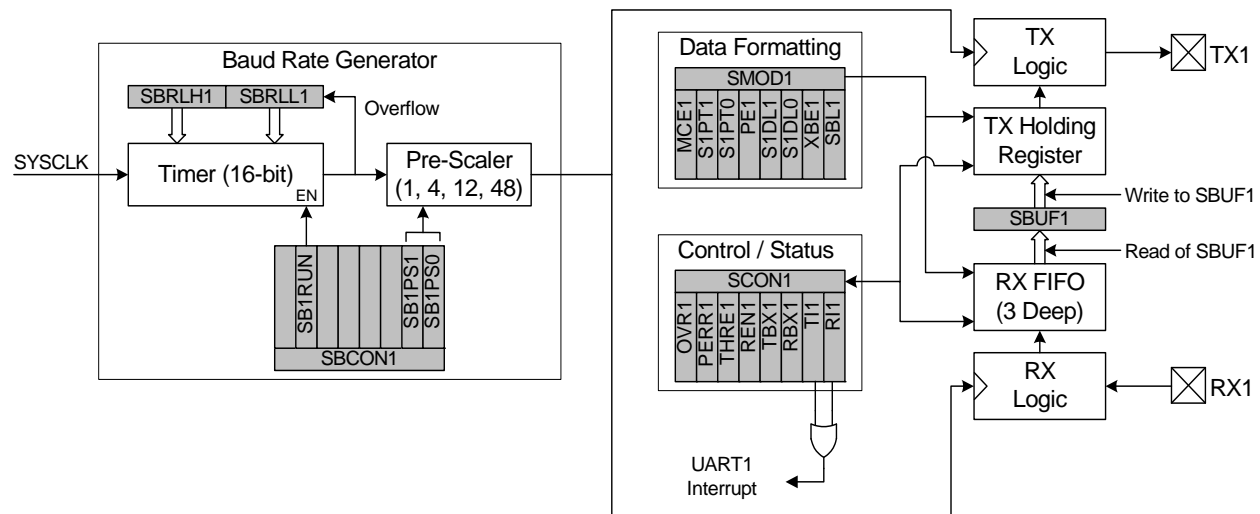 Baud Rate Generator
SBRLH1 SBRLL1
Overflow
SYSCLK
Timer (16-bit)
EN
Pre-Scaler
(1, 4, 12, 48)
SB1RUN
SB1PS1
SB1PS0
SBCON1
Data Formatting
SMOD1
MCE1
S1PT1
S1PT0
PE1
S1DL1
S1DL0
XBE1
SBL1
Control / Status
SCON1
OVR1
PERR1
THRE1
REN1
TBX1
RBX1
TI1
RI1
UART1
Interrupt
TX
Logic
TX1
TX Holding
Register
Write to SBUF1
SBUF1
Read of SBUF1
RX FIFO
(3 Deep)
RX
Logic
RX1